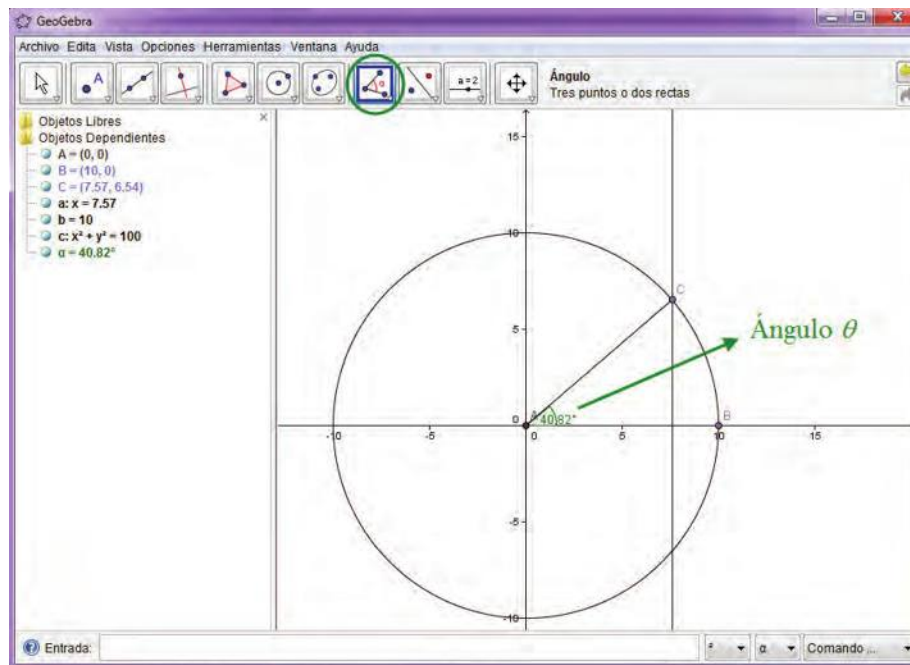 GeoGebra
Archivo Edita Vista Opciones Herramientas Ventana Ayuda
A
a=2
Ángulo
Tres puntos o dos rectas
Objetos Libres
Objetos Dependientes
A = (0, 0)
B = (10, 0)
C = (7.57, 6.54)
a: x = 7.57
b = 10
c: x² + y² = 100
α = 40.82°
15
10
C
5
Ángulo θ
A
40.82°
B
0
-10
-5
0
5
10
15
-5
-10
Entrada:
²
α
Comando ...